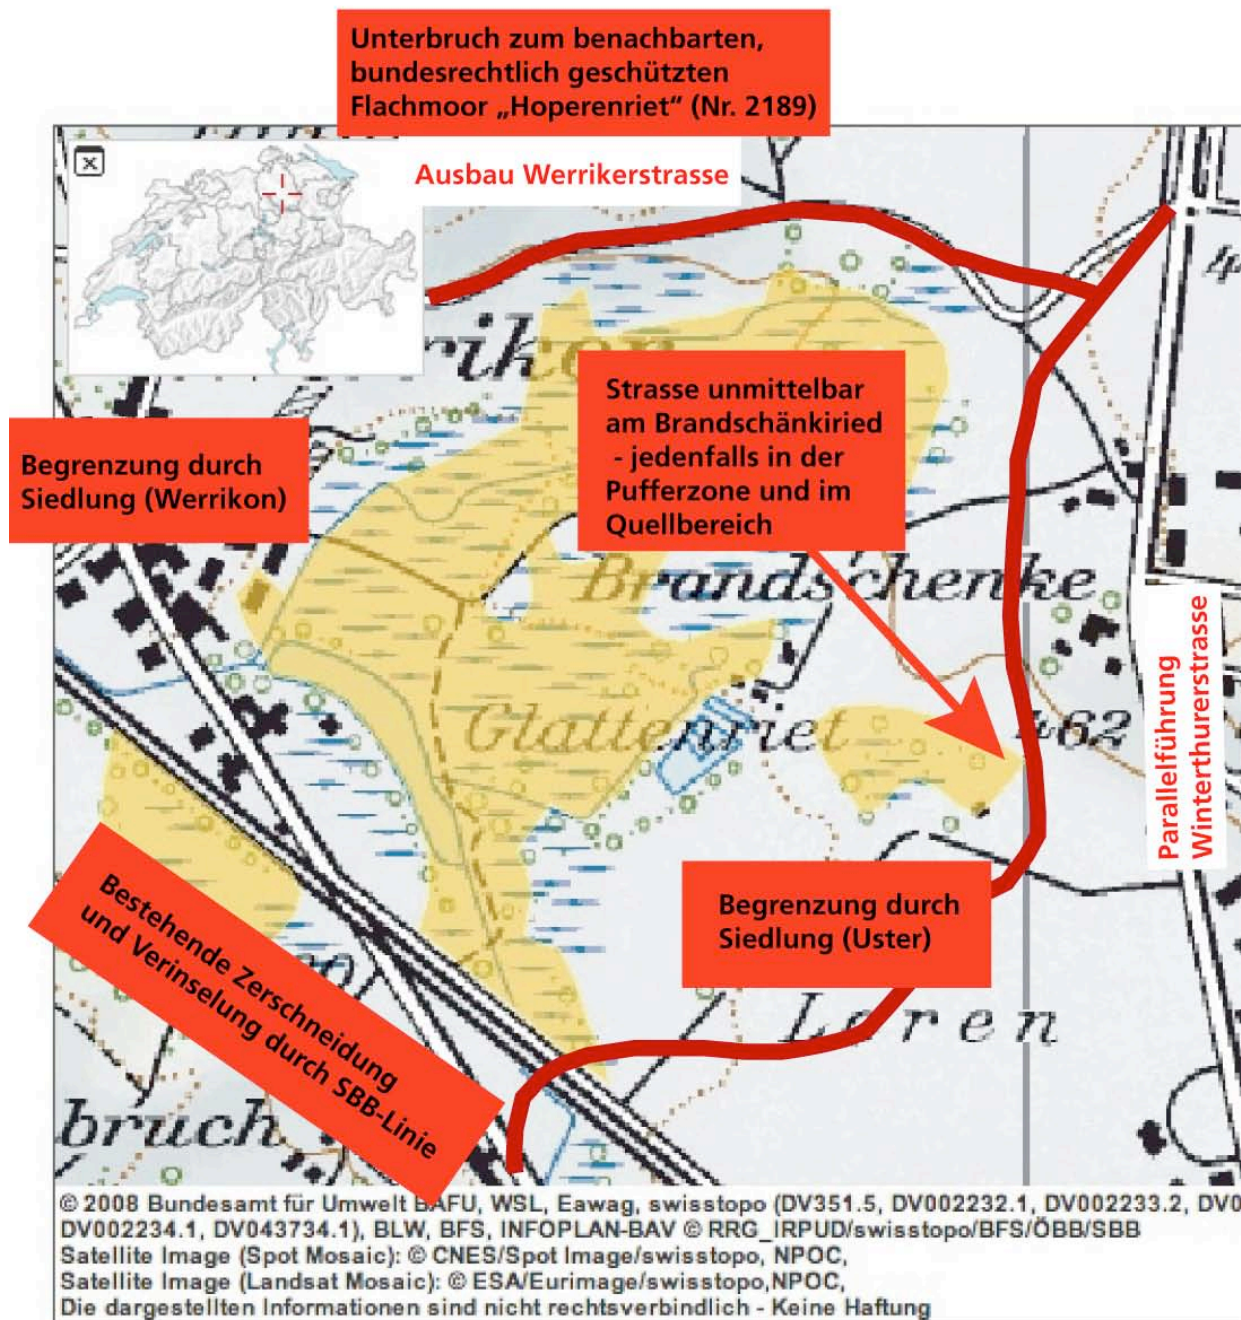 Unterbruch zum benachbarten,
bundesrechtlich geschützten
Flachmoor „Hoperenriet“ (Nr. 2189)
Ausbau Werrikerstrasse
4
rikon
Strasse unmittelbar
am Brandschänkiried
- jedenfalls in der
Pufferzone und im
Quellbereich
Begrenzung durch
Siedlung (Werrikon)
Brandschenke
Glattenriet
462
Parallelführung
Winterthurerstrasse
Begrenzung durch
Siedlung (Uster)
Bestehende Zerschneidung
und Verinselung durch SBB-Linie
Loren
bruch
© 2008 Bundesamt für Umwelt BAFU, WSL, Eawag, swisstopo (DV351.5, DV002232.1, DV002233.2, DV0
DV002234.1, DV043734.1), BLW, BFS, INFOPLAN-BAV © RRG_IRPUD/swisstopo/BFS/ÖBB/SBB
Satellite Image (Spot Mosaic): © CNES/Spot Image/swisstopo, NPOC,
Satellite Image (Landsat Mosaic): © ESA/Eurimage/swisstopo,NPOC,
Die dargestellten Informationen sind nicht rechtsverbindlich - Keine Haftung